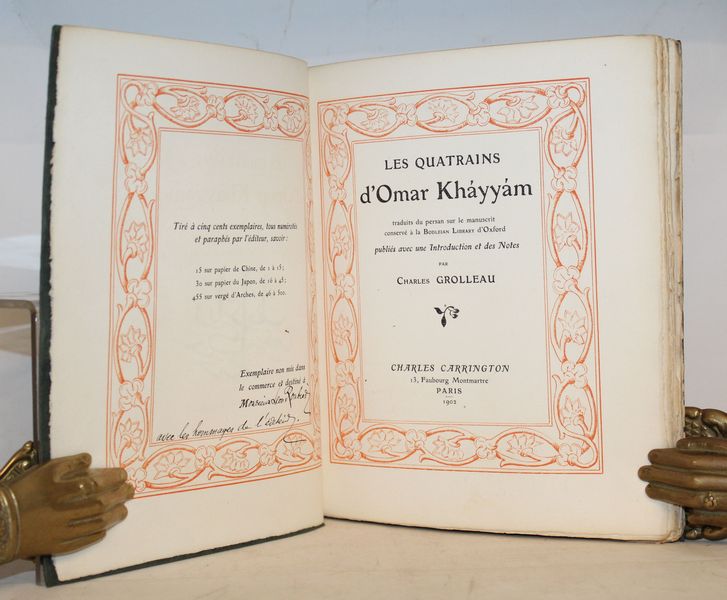 Tiré à cinq cents exemplaires, tous numérotés
et paraphés par l'éditeur, savoir :
15 sur papier de Chine, de 1 à 15;
30 sur papier du Japon, de 16 à 45;
455 sur vergé d'Arches, de 46 à 500.
Exemplaire non mis dans
le commerce et destiné à
Monsieur
avec les hommages de l'éditeur.
LES QUATRAINS
d'Omar Kháyyám
traduits du persan sur le manuscrit
conservé à la BODLEIAN LIBRARY d'Oxford
publiés avec une Introduction et des Notes
PAR
CHARLES GROLLEAU
CHARLES CARRINGTON
13, Faubourg Montmartre
PARIS
1902